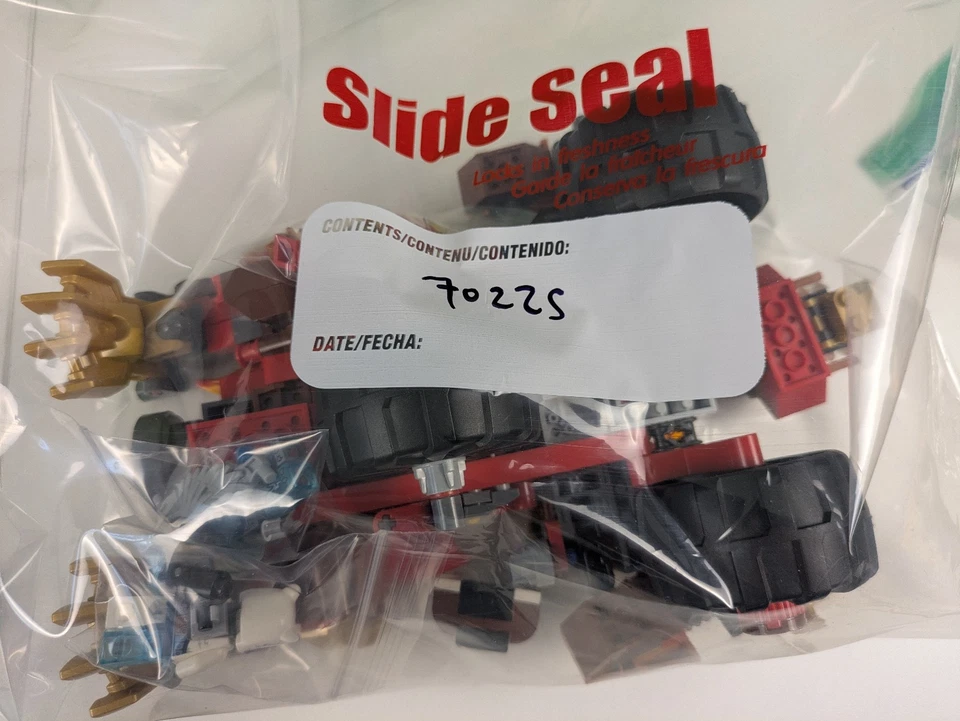 Slide Seal
Locks in freshness
Garde la fraîcheur
Conserva la frescura
CONTENTS/CONTENU/CONTENIDO:
70225
DATE/FECHA: